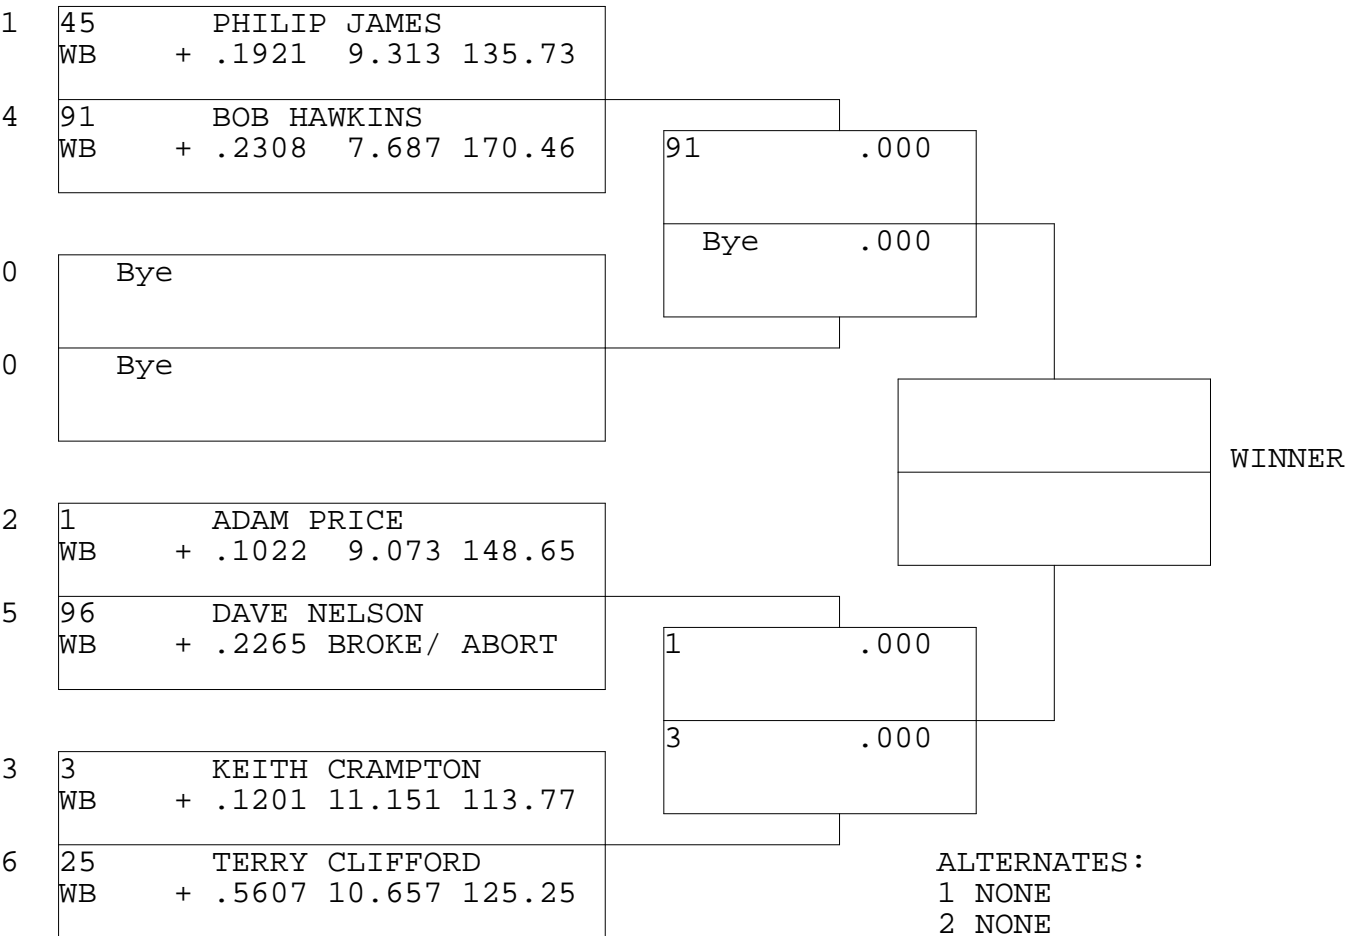 1 45 PHILIP JAMES
WB + .1921 9.313 135.73
4 91 BOB HAWKINS
WB + .2308 7.687 170.46
91 .000
Bye .000
0 Bye
0 Bye
WINNER
2 1 ADAM PRICE
WB + .1022 9.073 148.65
5 96 DAVE NELSON
WB + .2265 BROKE/ ABORT
1 .000
3 .000
3 3 KEITH CRAMPTON
WB + .1201 11.151 113.77
6 25 TERRY CLIFFORD
WB + .5607 10.657 125.25
ALTERNATES:
1 NONE
2 NONE